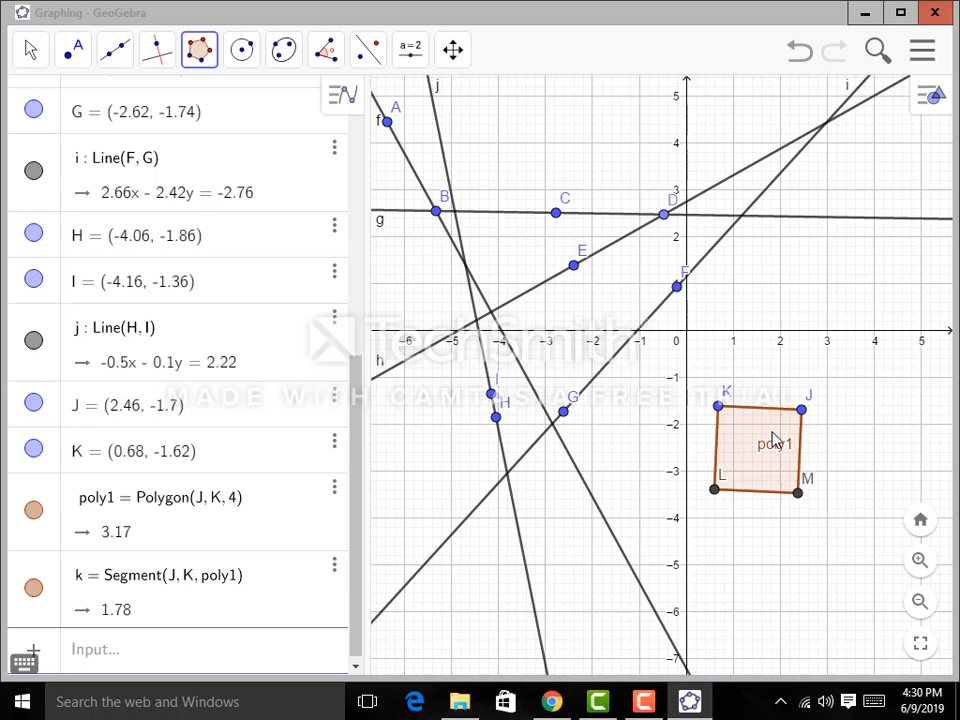 Graphing - GeoGebra
A
a=2
G = (-2.62, -1.74)
i : Line(F, G)
→ 2.66x - 2.42y = -2.76
H = (-4.06, -1.86)
I = (-4.16, -1.36)
j : Line(H, I)
→ -0.5x - 0.1y = 2.22
J = (2.46, -1.7)
K = (0.68, -1.62)
poly1 = Polygon(J, K, 4)
→ 3.17
k = Segment(J, K, poly1)
→ 1.78
Input...
j
i
A
f
B
C
D
g
E
F
h
I
H
G
K
J
poly1
L
M
5
4
3
2
-6 -5 -4 -3 -2 -1 0 1 2 3 4 5
-1
-2
-3
-4
-5
-6
-7
TechSmith
MADE WITH CAMTASIA FREE TRIAL
Search the web and Windows
4:30 PM
6/9/2019